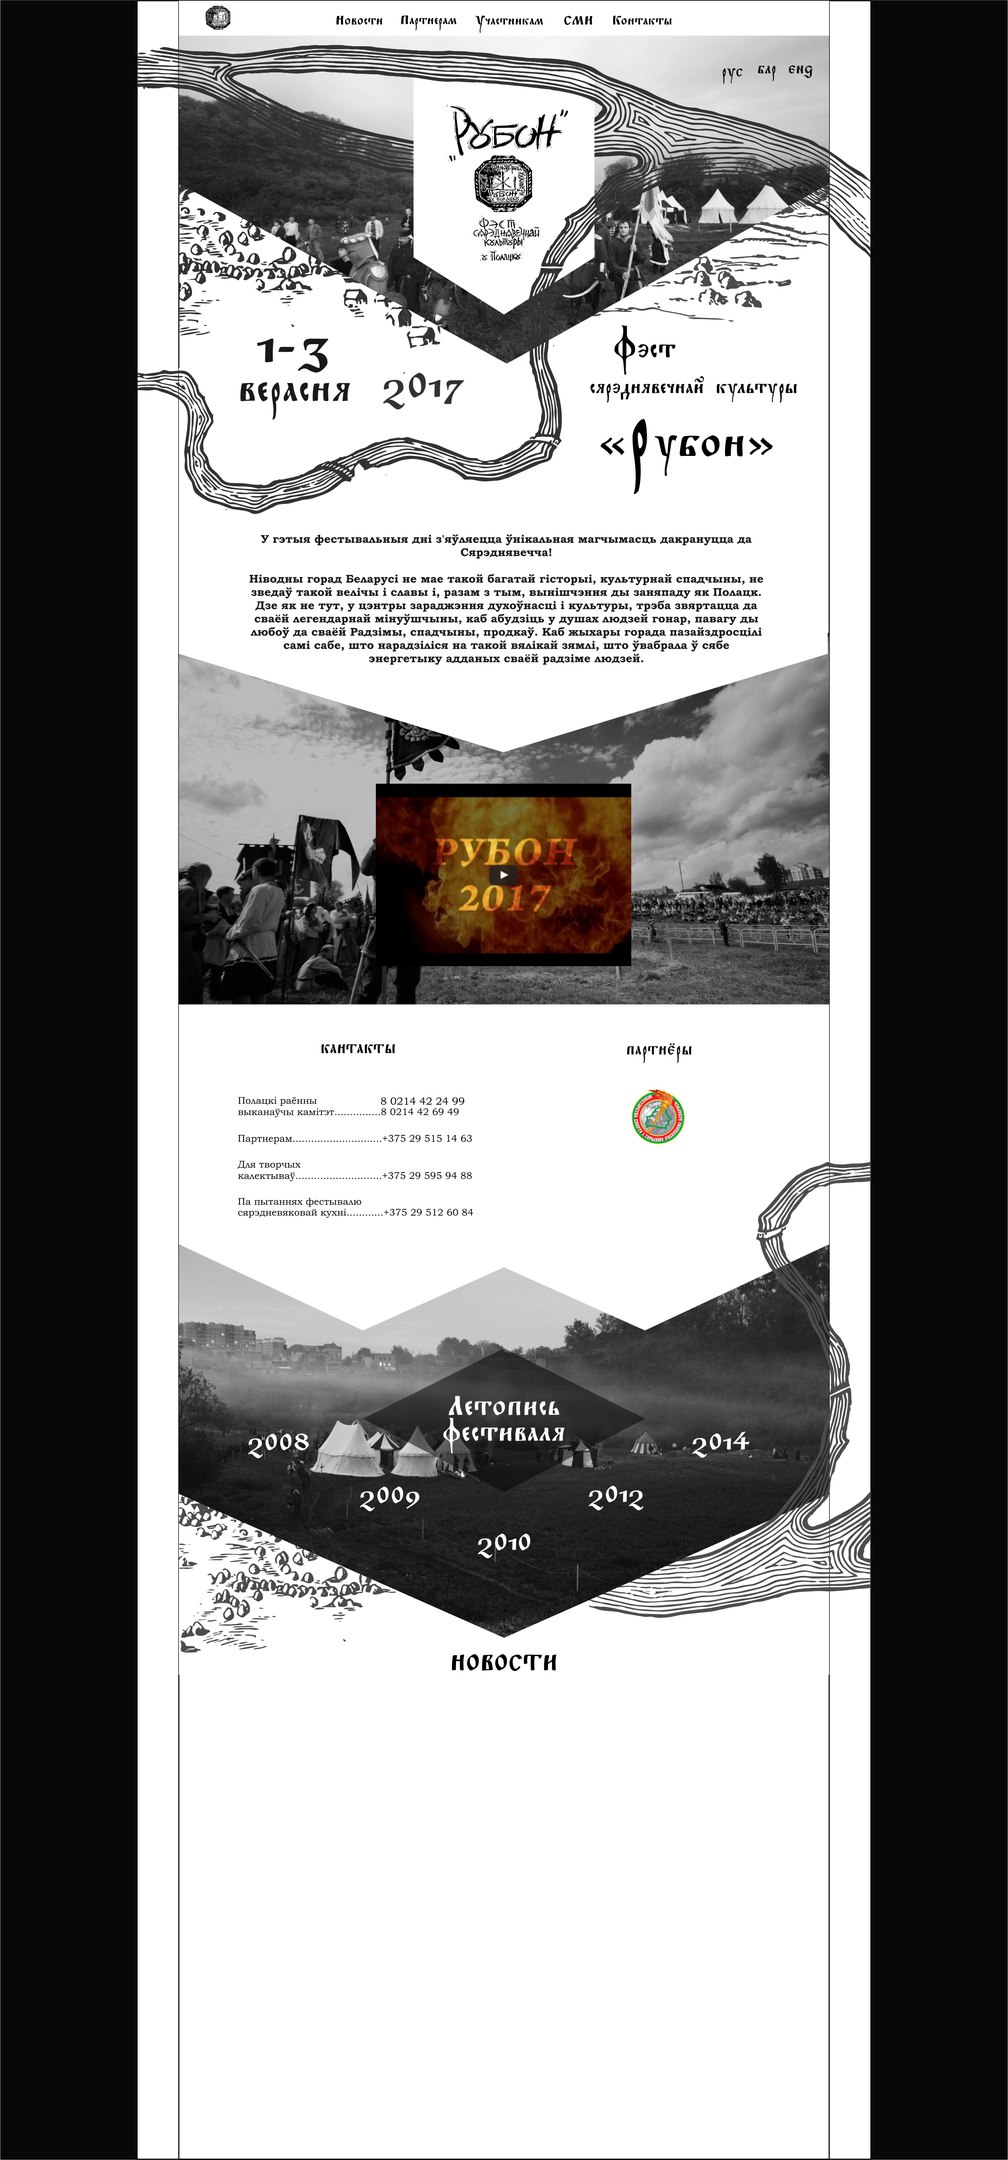 Новости Партнерам Участникам СМИ Контакты
рус бар енд
"РУБОН"
фэст
сярэднявечнай
культуры
Полацко
1-3
верасня 2017
Фэст
сярэднявечнай культуры
«Рубон»
У гэтыя фестывальныя дні з'яўляецца ўнікальная магчымасць дакрануцца да
Сярэднявечча!
Ніводны горад Беларусі не мае такой багатай гісторыі, культурнай спадчыны, не
зведаў такой велічы і славы і, разам з тым, вынішчэння ды заняпаду як Полацк.
Дзе як не тут, у цэнтры зараджэння духоўнасці і культуры, трэба звяртацца да
сваёй легендарнай мінуўшчыны, каб абудзіць у душах людзей гонар, павагу ды
любоў да сваёй Радзімы, спадчыны, продкаў. Каб жыхары горада пазайздросцілі
самі сабе, што нарадзіліся на такой вялікай зямлі, што ўвабрала ў сябе
энергетыку адданых сваёй радзіме людзей.
РУБОН
2017
кантакты
Полацкі раённы 8 0214 42 24 99
выканаўчы камітэт...............8 0214 42 69 49
Партнерам.............................+375 29 515 14 63
Для творчых
калектываў............................+375 29 595 94 88
Па пытаннях фестывалю
сярэдневяковай кухні............+375 29 512 60 84
партнёры
Летопись
фестиваля
2008
2009
2010
2012
2014
новости